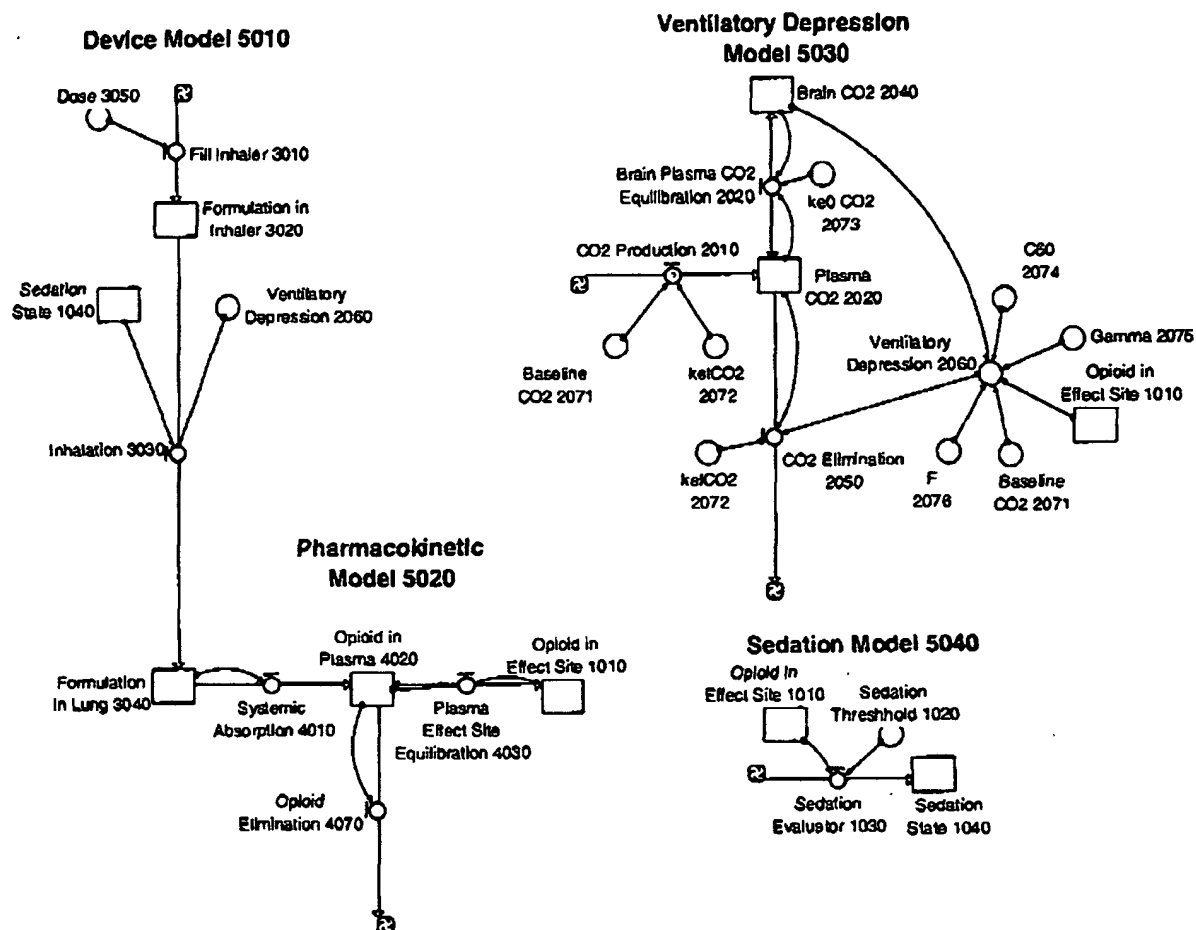 Device Model 5010
Dose 3050
Fill Inhaler 3010
Formulation in
Inhaler 3020
Sedation
State 1040
Ventilatory
Depression 2060
Inhalation 3030
Pharmacokinetic
Model 5020
Formulation
In Lung 3040
Systemic
Absorption 4010
Opioid in
Plasma 4020
Plasma
Effect Site
Equilibration 4030
Opioid in
Effect Site 1010
Opioid
Elimination 4070
Ventilatory Depression
Model 5030
Brain CO2 2040
Brain Plasma CO2
Equilibration 2020
ke0 CO2
2073
CO2 Production 2010
Plasma
CO2 2020
Baseline
CO2 2071
kelCO2
2072
C50
2074
Gamma 2075
Ventilatory
Depression 2060
Opioid in
Effect Site 1010
kelCO2
2072
CO2 Elimination
2050
F
2076
Baseline
CO2 2071
Sedation Model 5040
Opioid in
Effect Site 1010
Sedation
Threshhold 1020
Sedation
Evaluator 1030
Sedation
State 1040